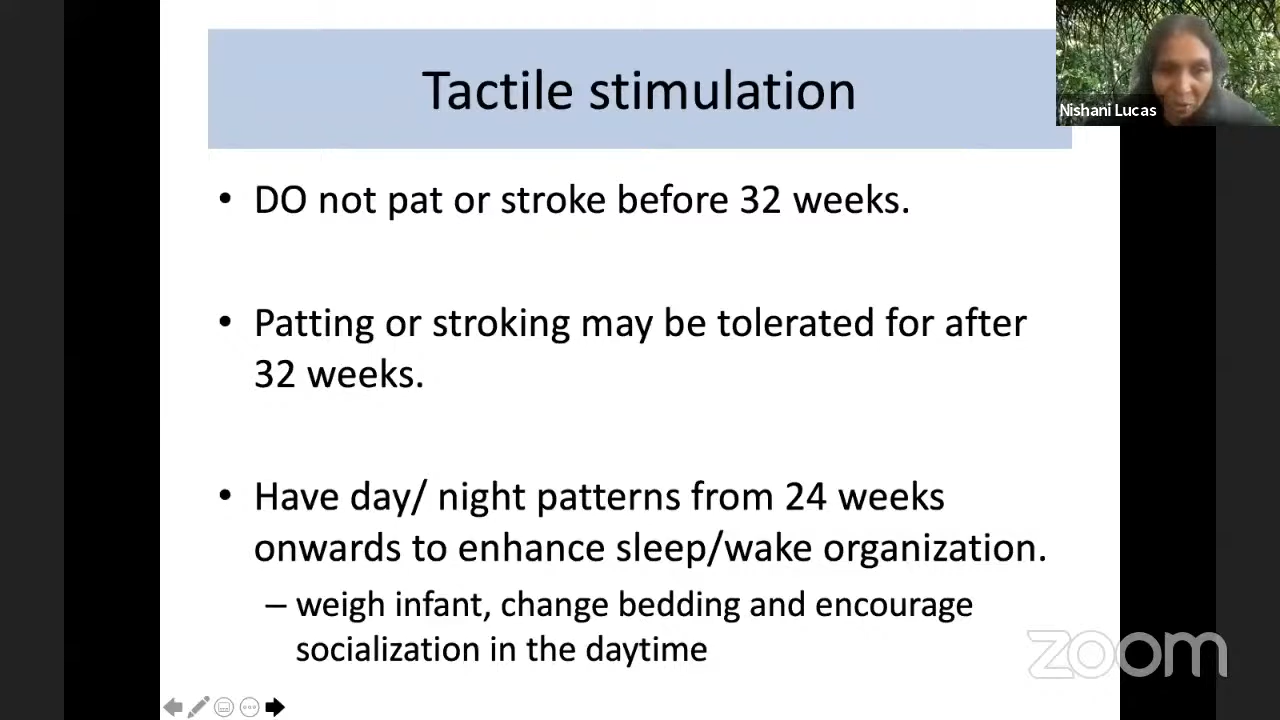 Tactile stimulation
Nishani Lucas
• DO not pat or stroke before 32 weeks.
• Patting or stroking may be tolerated for after
32 weeks.
• Have day/ night patterns from 24 weeks
onwards to enhance sleep/wake organization.
– weigh infant, change bedding and encourage
socialization in the daytime
zoom